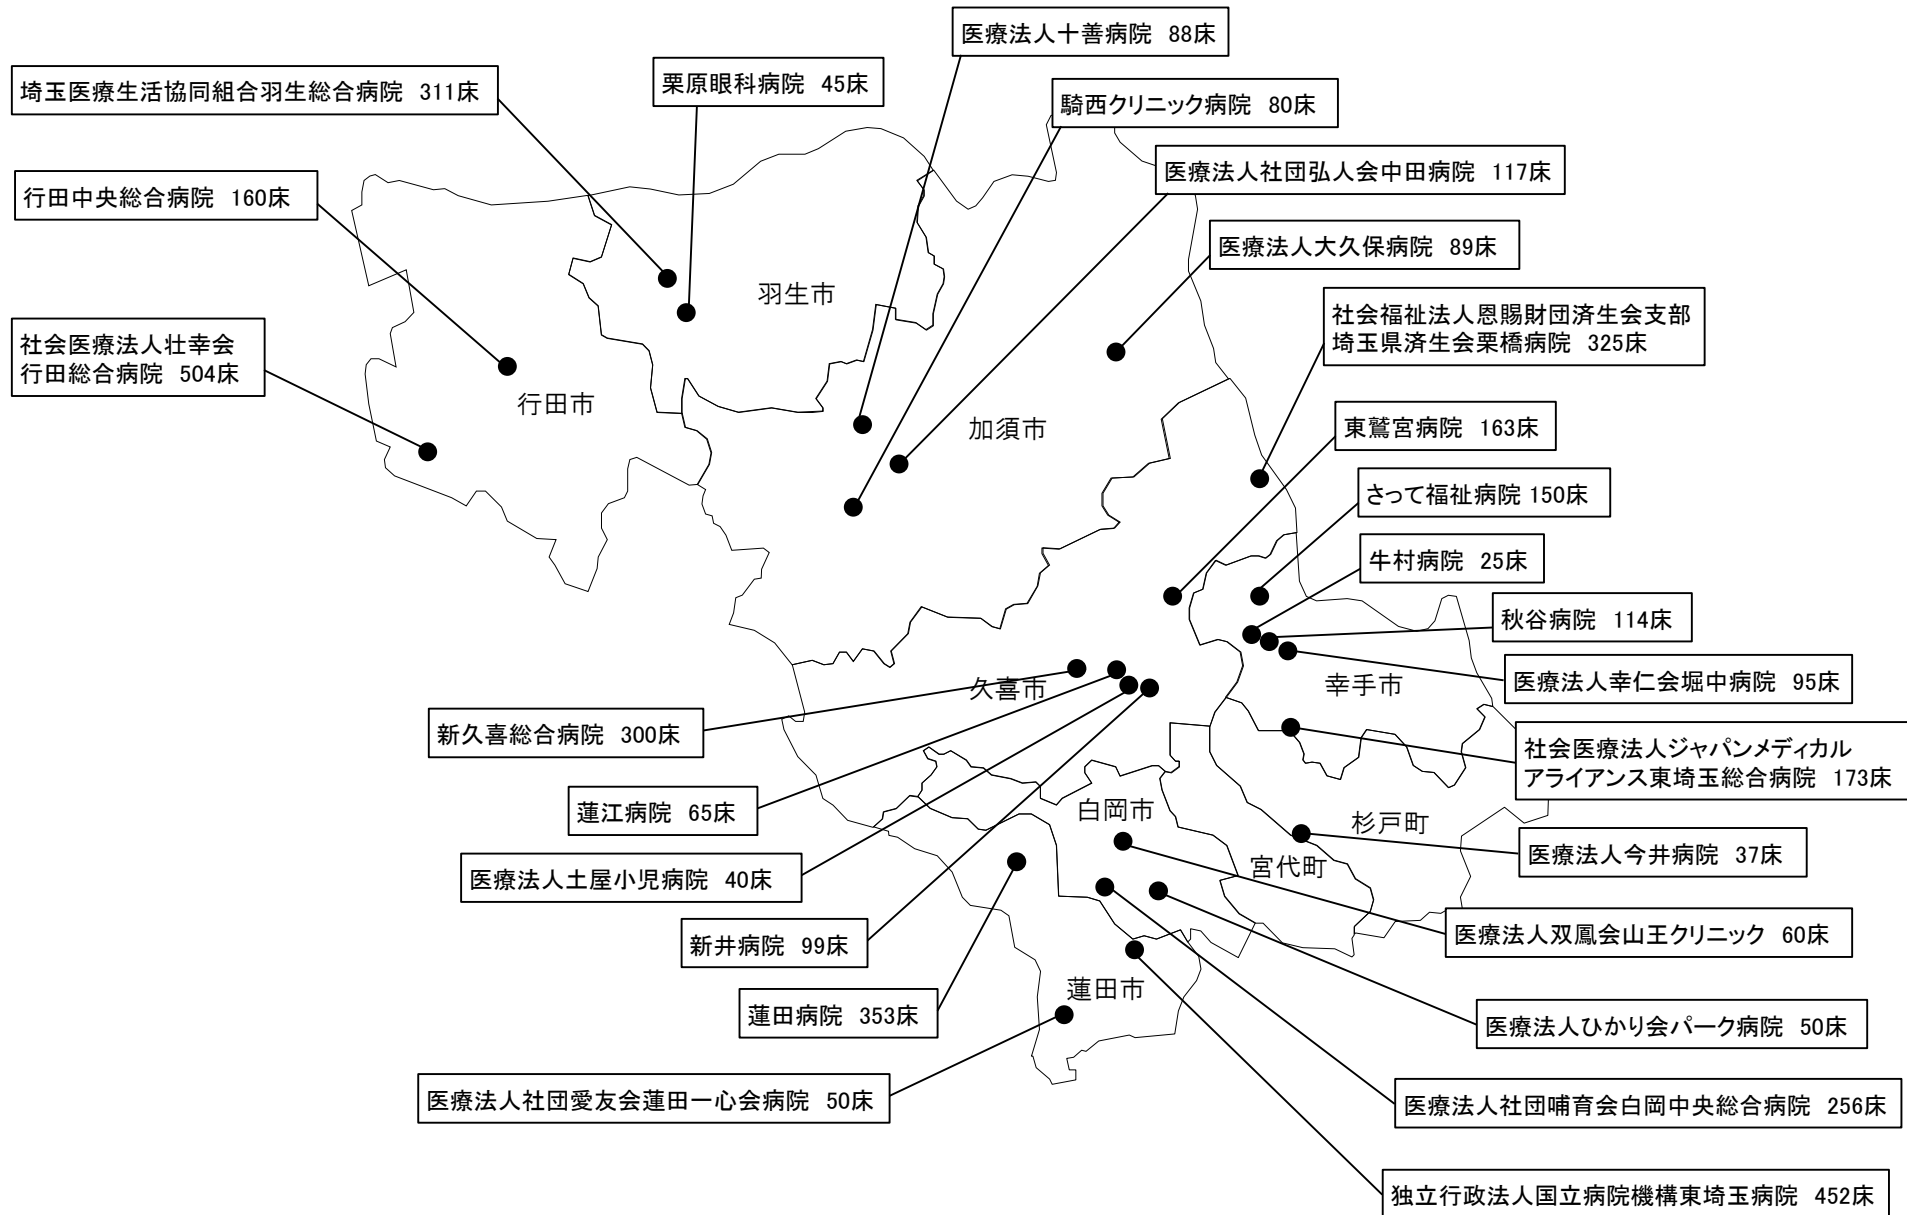 医療法人十善病院 88床
埼玉医療生活協同組合羽生総合病院 311床
栗原眼科病院 45床
騎西クリニック病院 80床
行田中央総合病院 160床
医療法人社団弘人会中田病院 117床
医療法人大久保病院 89床
羽生市
社会医療法人壮幸会
行田総合病院 504床
社会福祉法人恩賜財団済生会支部
埼玉県済生会栗橋病院 325床
行田市
加須市
東鷲宮病院 163床
さって福祉病院 150床
牛村病院 25床
秋谷病院 114床
久喜市
幸手市
医療法人幸仁会堀中病院 95床
新久喜総合病院 300床
社会医療法人ジャパンメディカル
アライアンス東埼玉総合病院 173床
蓮江病院 65床
白岡市
杉戸町
宮代町
医療法人今井病院 37床
医療法人土屋小児病院 40床
新井病院 99床
医療法人双鳳会山王クリニック 60床
蓮田市
蓮田病院 353床
医療法人ひかり会パーク病院 50床
医療法人社団愛友会蓮田一心会病院 50床
医療法人社団哺育会白岡中央総合病院 256床
独立行政法人国立病院機構東埼玉病院 452床